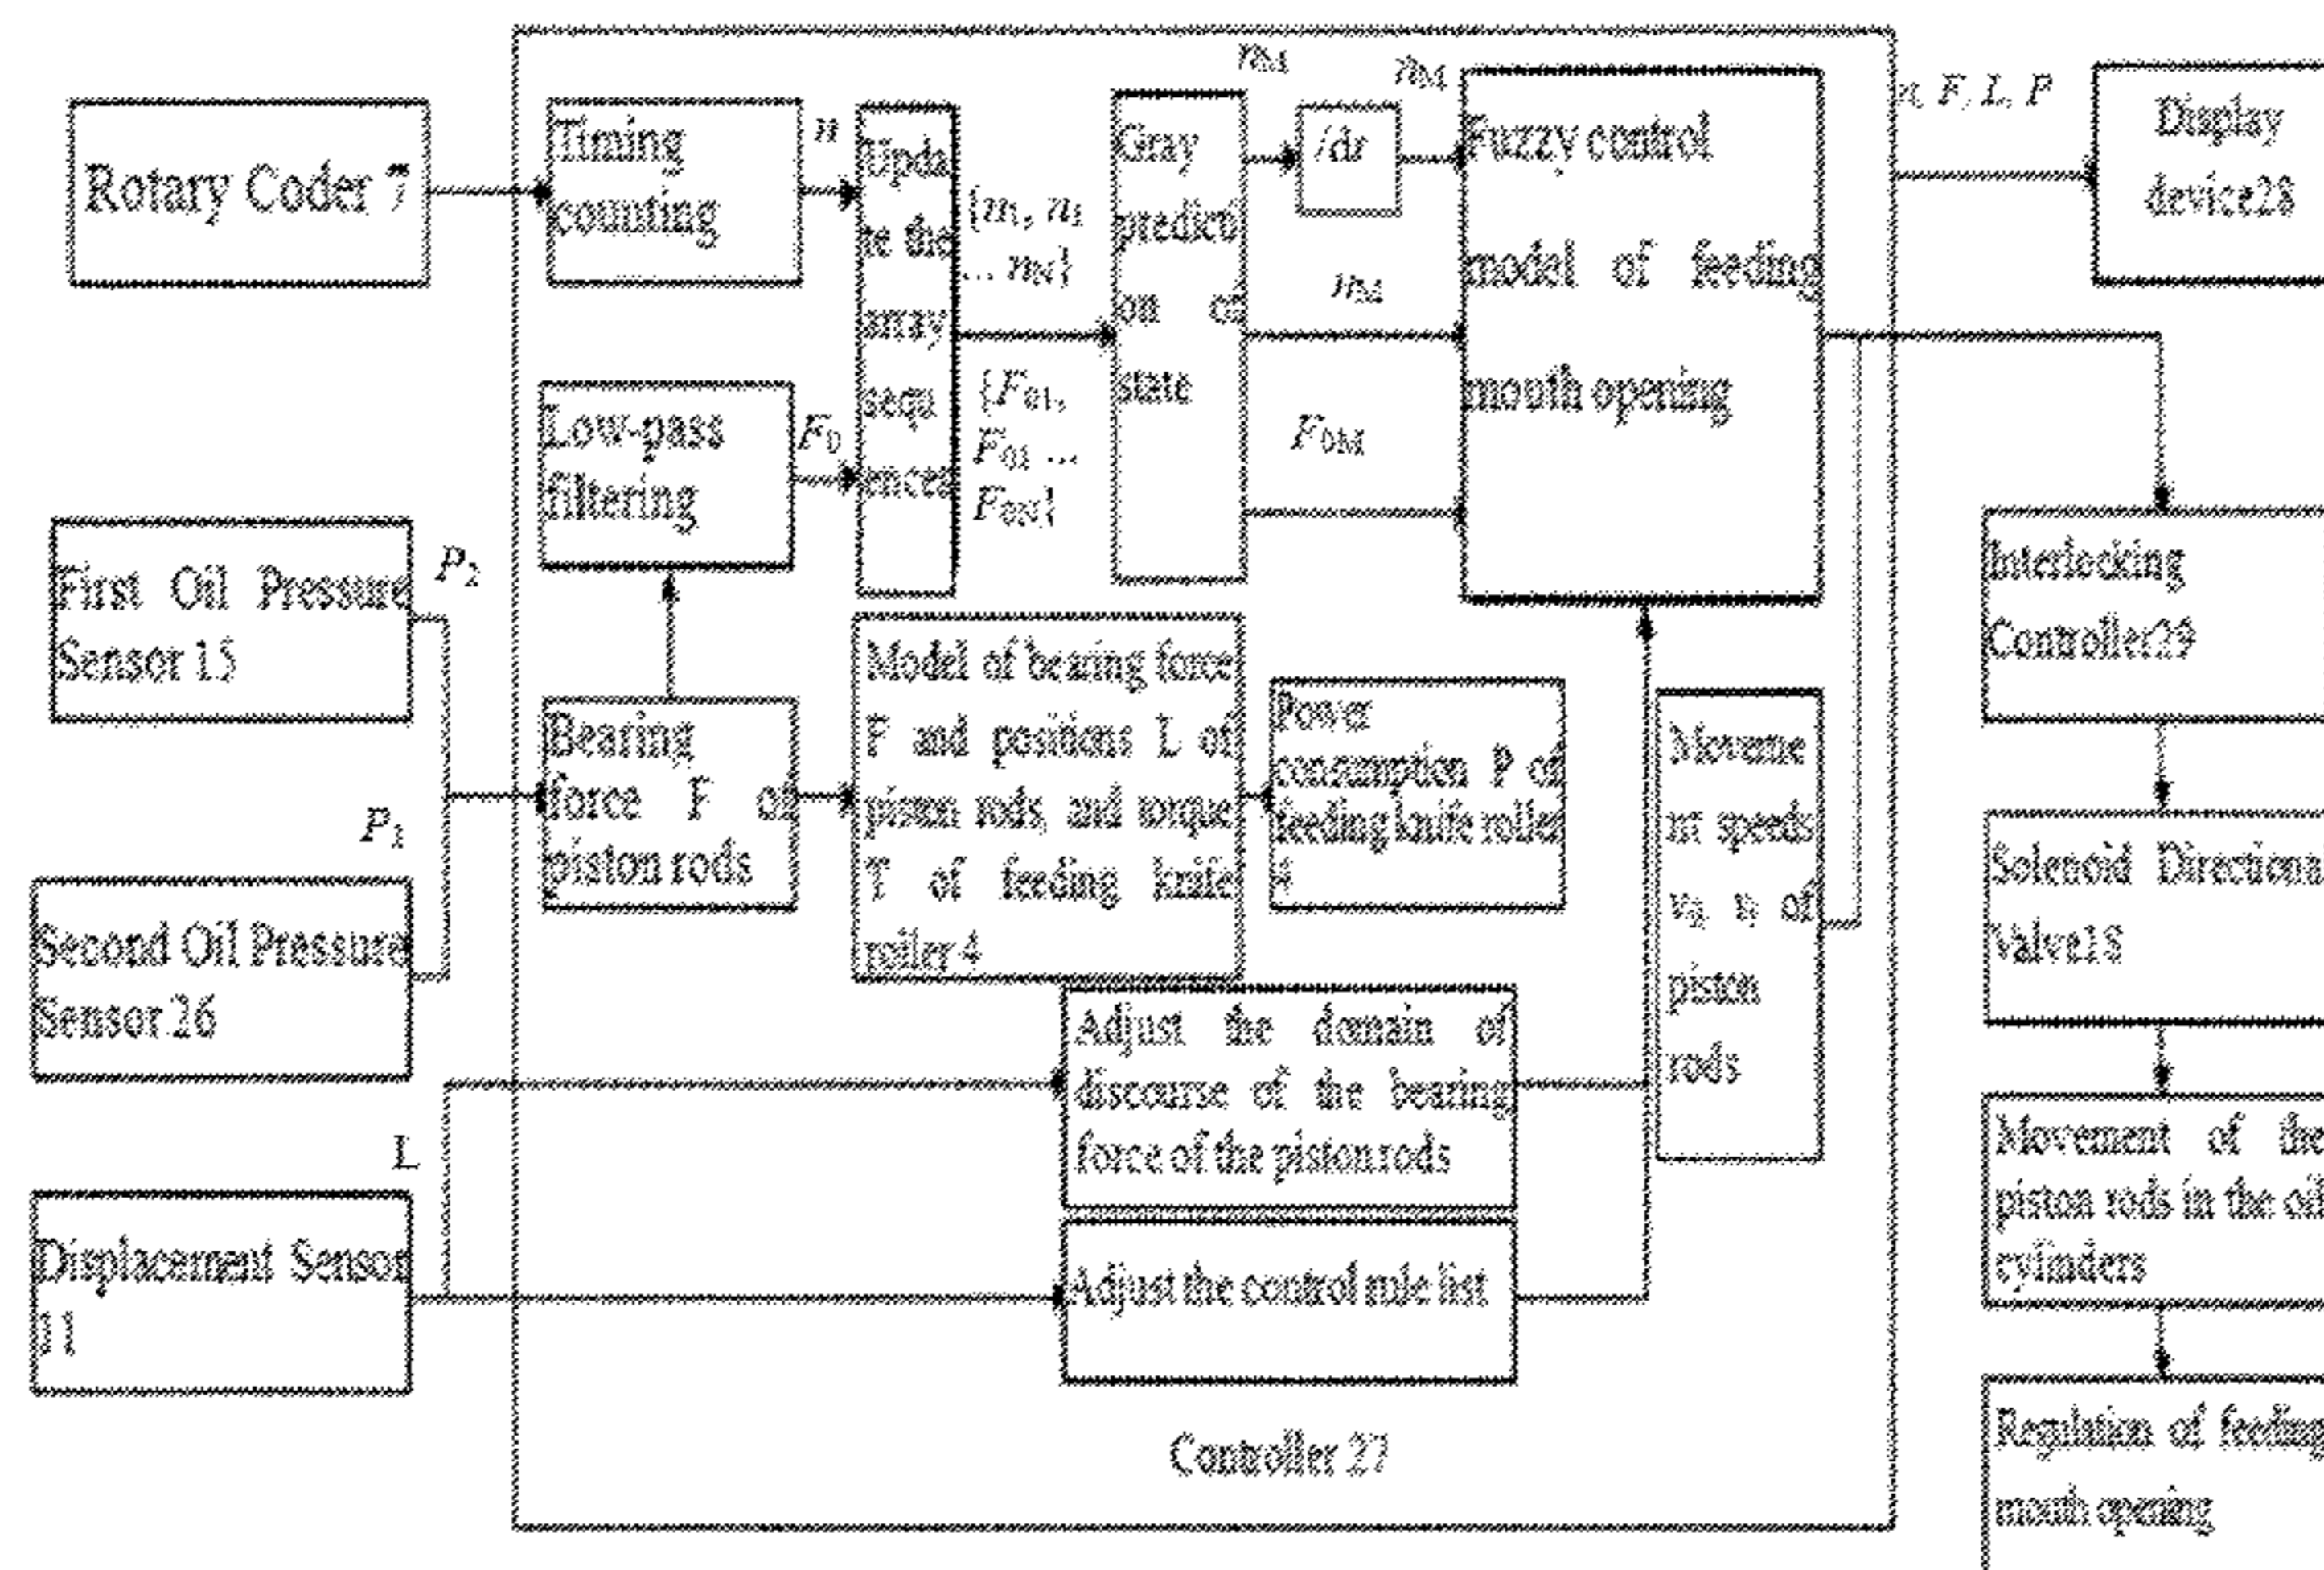 Rotary Coder 7
First Oil Pressure
Sensor 15
P2
P1
Second Oil Pressure
Sensor 26
L
Displacement Sensor
11
Timing
counting
n
Low-pass
filtering
F0
Bearing
force F of
piston rods
Upda
te the
array
sequ
ences
... nN}
{F01,
F01 ...
F0N}
Gray
predicti
on of
state
nM
/dt
nM
F0M
Fuzzy control
model of feeding
mouth opening
Model of bearing force
F and positions L of
piston rods, and torque
T of feeding knife
roller 4
Power
consumption P of
feeding knife roller
4
Moveme
nt speeds
of
piston
rods
Adjust the domain of
discourse of the bearing
force of the piston rods
Adjust the control rule list
Controller 27
n, F, L, P
Display
device28
Interlocking
Controller29
Solenoid Directional
Valve18
Movement of the
piston rods in the oil
cylinders
Regulation of feeding
mouth opening